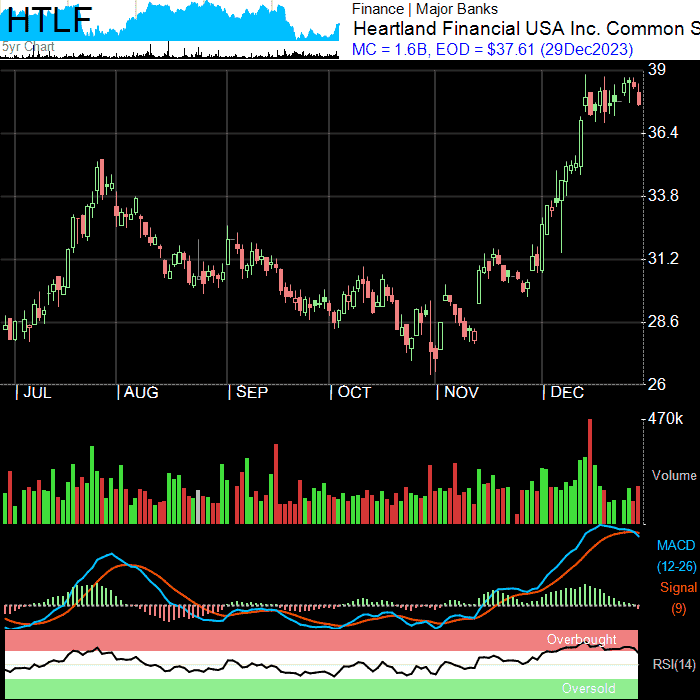 HTLF
5yr Chart
Finance | Major Banks
Heartland Financial USA Inc. Common S
MC = 1.6B, EOD = $37.61 (29Dec2023)
39
36.4
33.8
31.2
28.6
26
JUL AUG SEP OCT NOV DEC
470k
Volume
MACD
(12-26)
Signal
(9)
Overbought
RSI(14)
Oversold